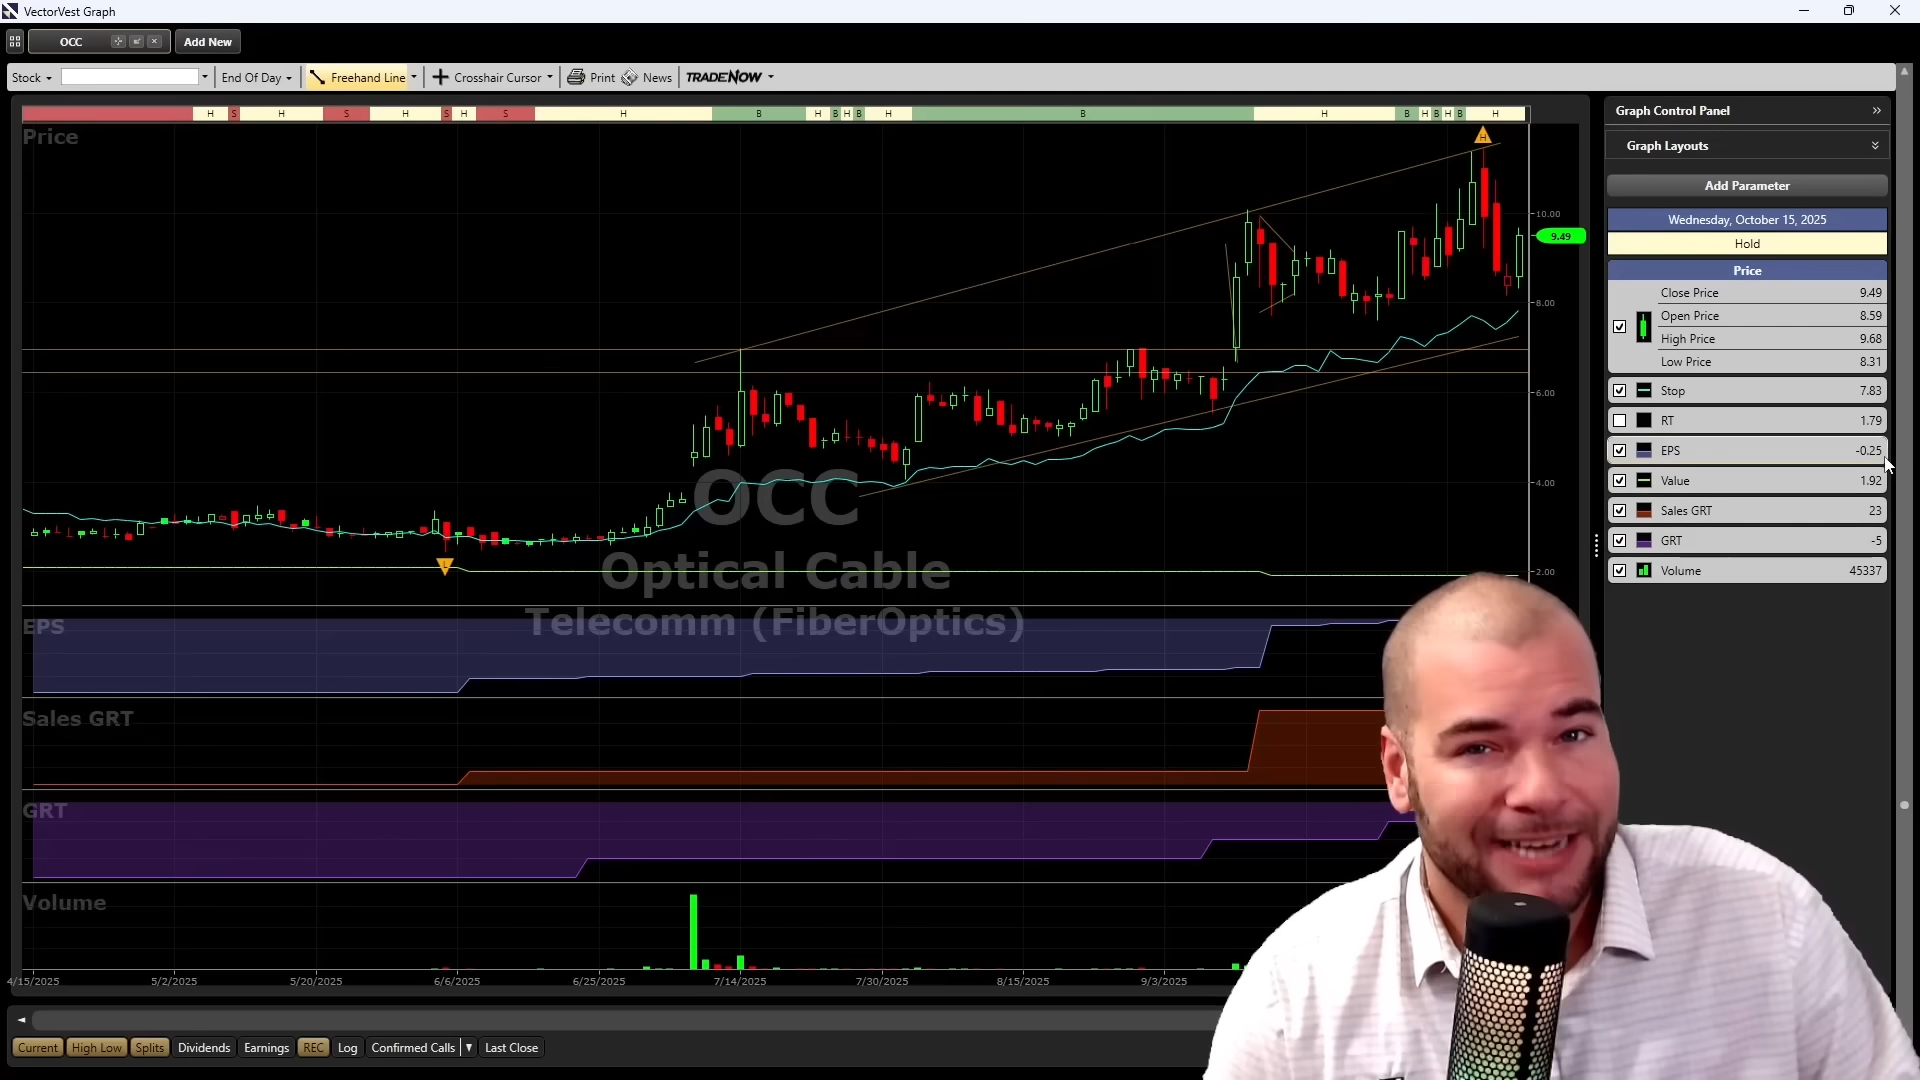 VectorVest Graph
OCC
Add New
Stock
End Of Day
Freehand Line
Crosshair Cursor
Print
News
TRADENOW
H S H S H S H S H B H B H B H B H B H B H B H
Price
H
10.00
9.49
8.00
6.00
4.00
2.00
OCC
Optical Cable
Telecomm (FiberOptics)
L
EPS
Sales GRT
GRT
Volume
4/15/2025 5/2/2025 5/20/2025 6/6/2025 6/25/2025 7/14/2025 7/30/2025 8/15/2025 9/3/2025
Current High Low Splits Dividends Earnings REC Log Confirmed Calls Last Close
Graph Control Panel
Graph Layouts
Add Parameter
Wednesday, October 15, 2025
Hold
Price
Close Price 9.49
Open Price 8.59
High Price 9.68
Low Price 8.31
Stop 7.83
RT 1.79
EPS -0.25
Value 1.92
Sales GRT 23
GRT -5
Volume 45337